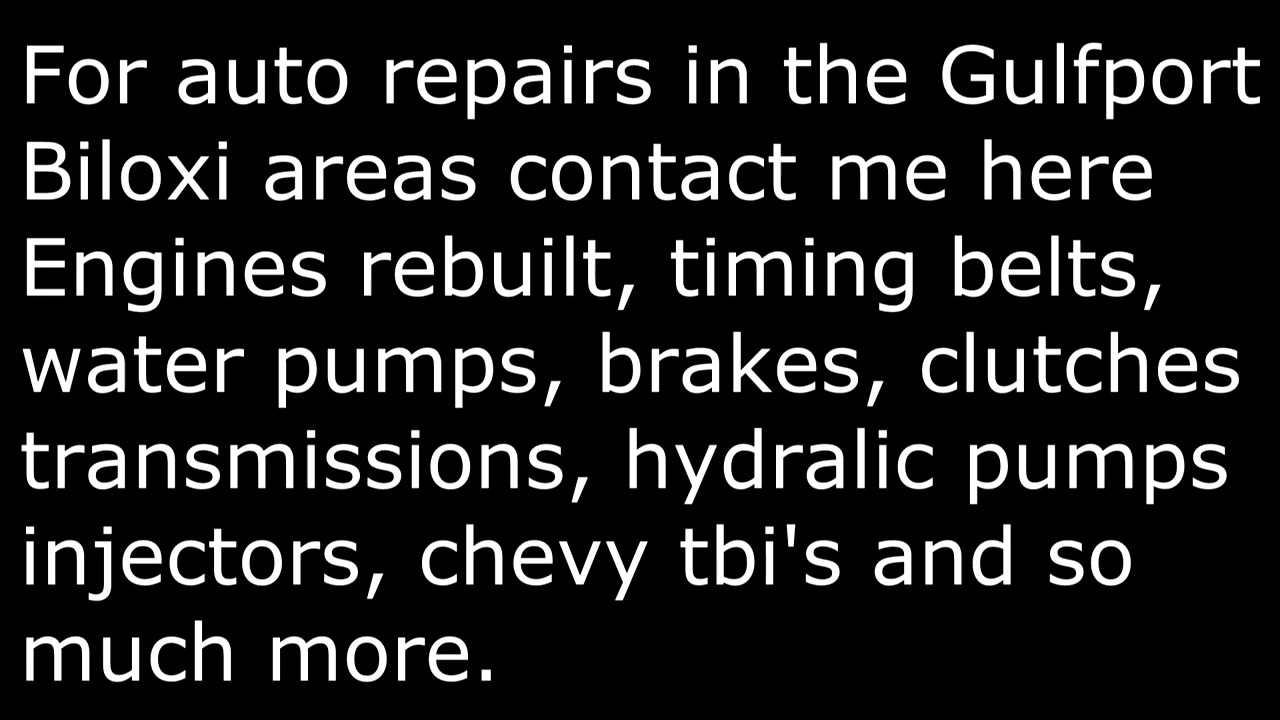 For auto repairs in the Gulfport
Biloxi areas contact me here
Engines rebuilt, timing belts,
water pumps, brakes, clutches
transmissions, hydralic pumps
injectors, chevy tbi's and so
much more.